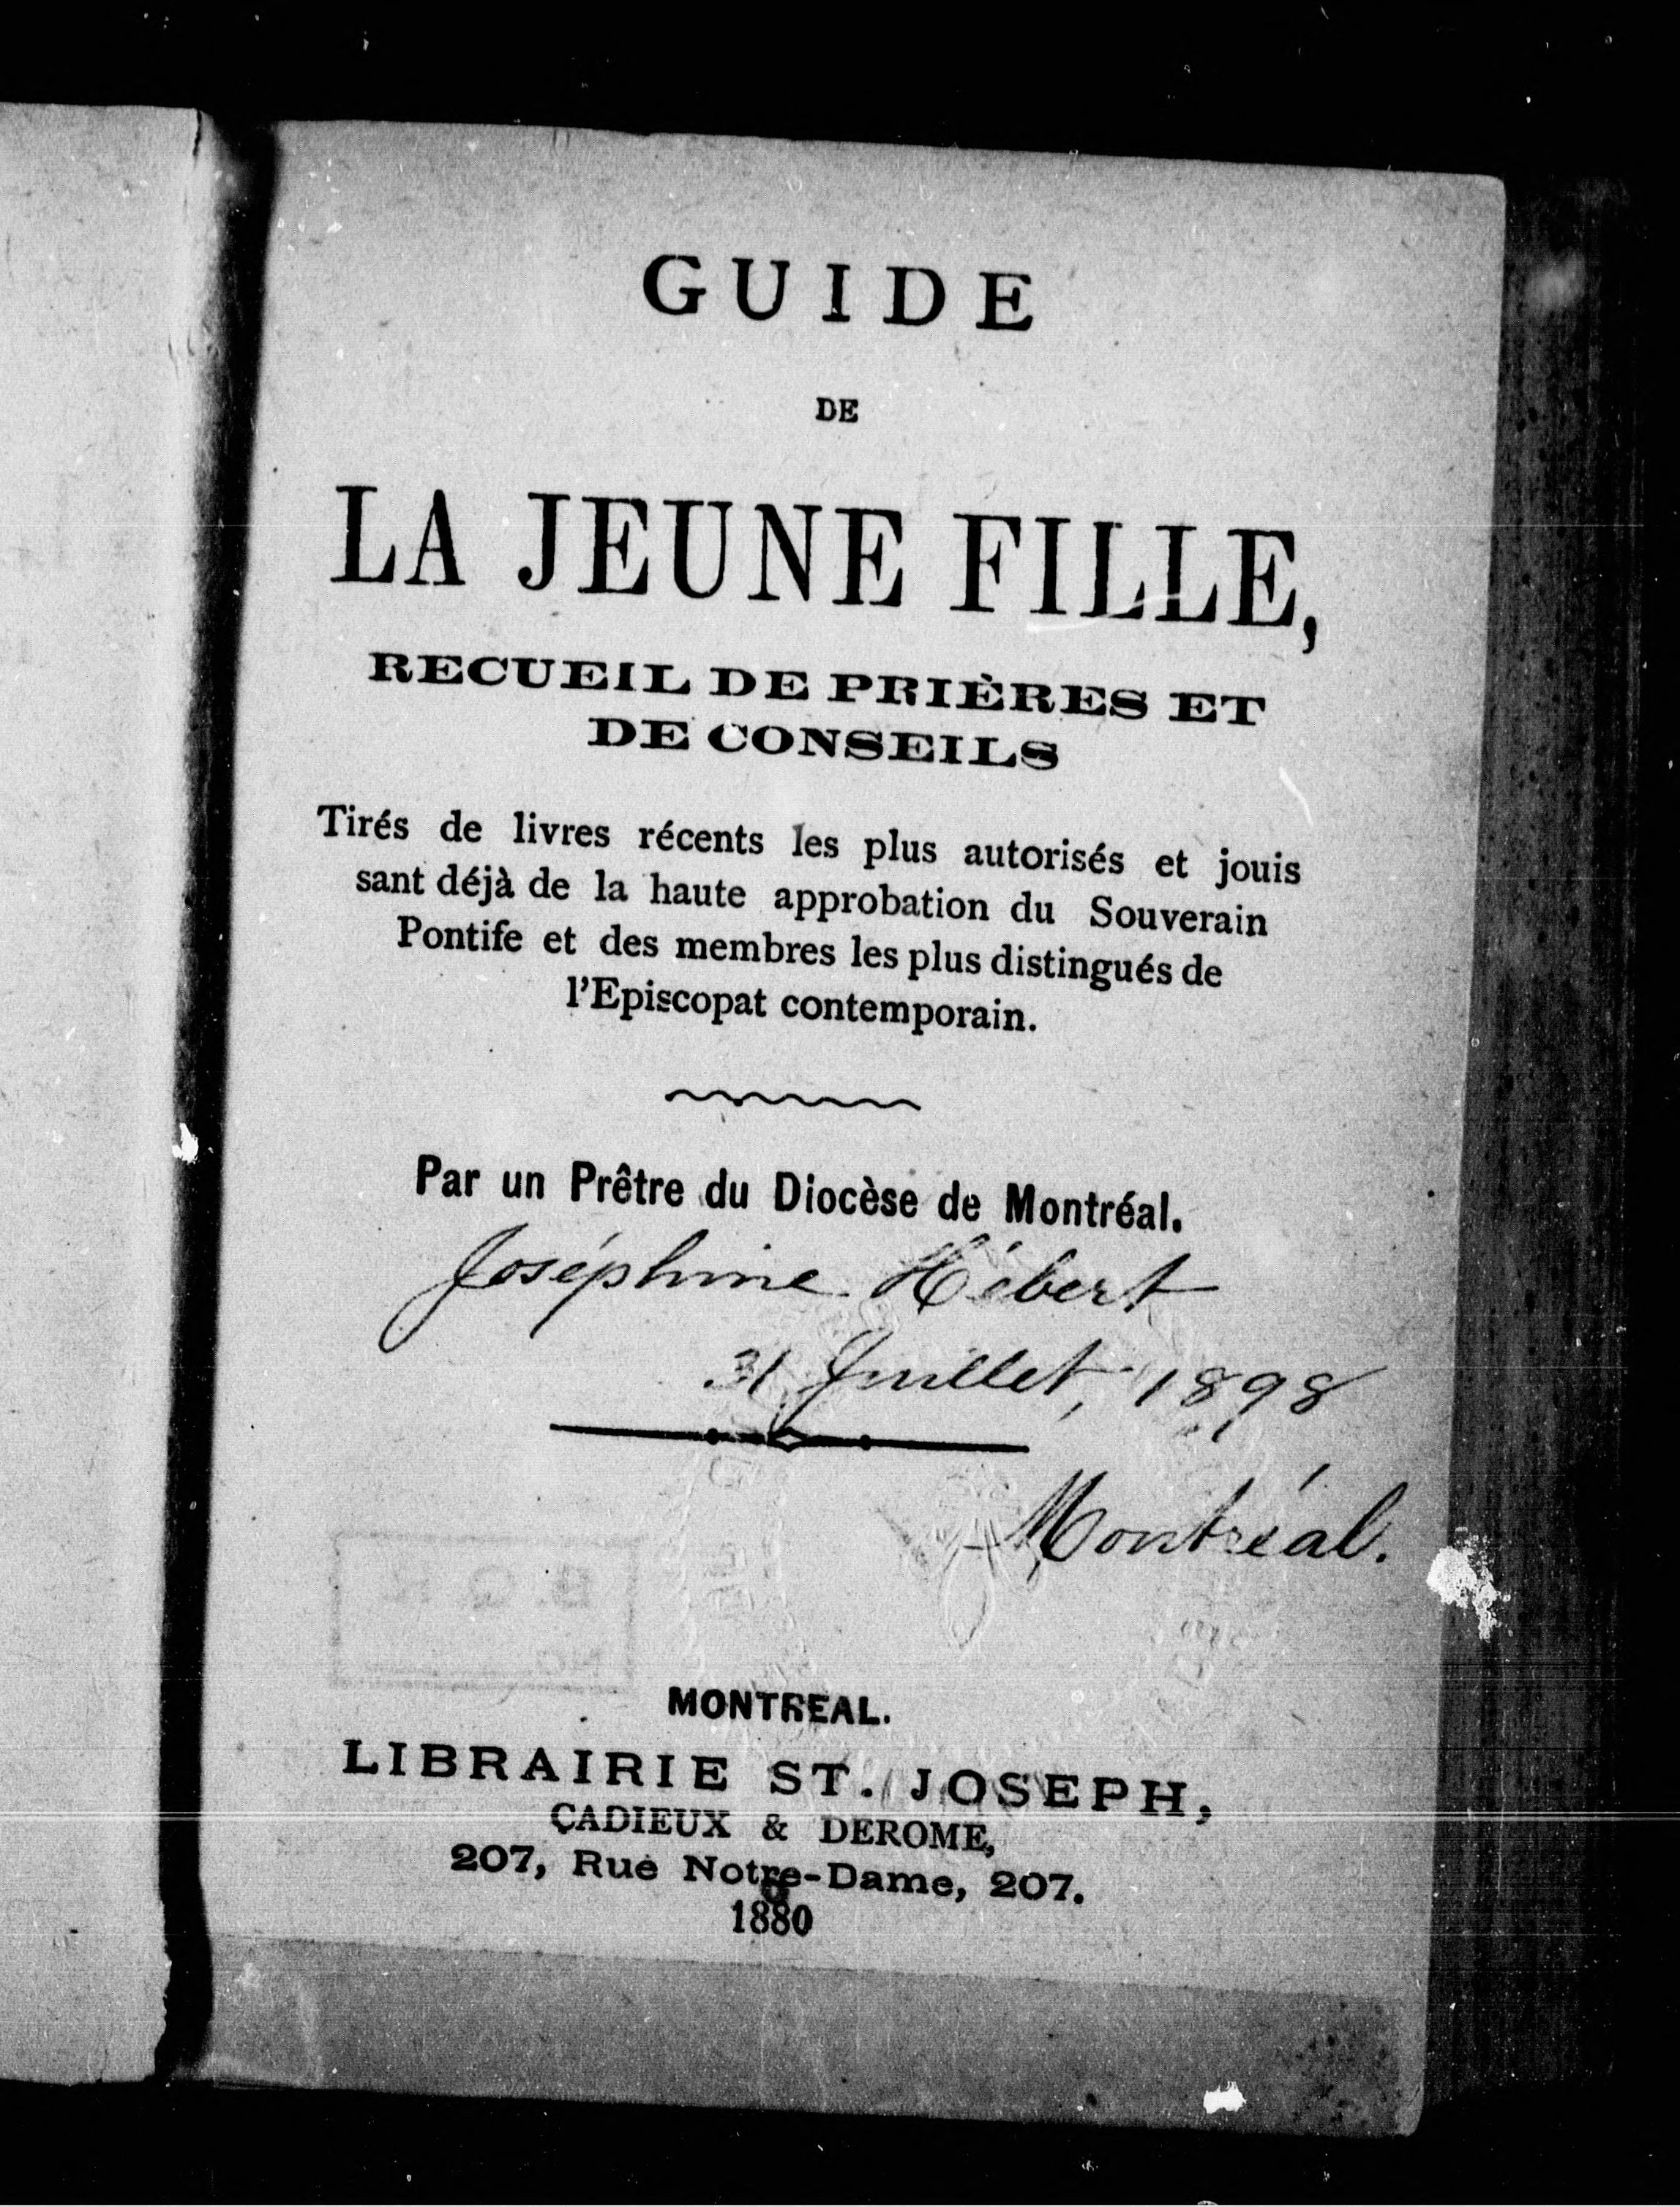 GUIDE
DE
LA JEUNE FILLE,
RECUEIL DE PRIÈRES ET
DE CONSEILS
Tirés de livres récents les plus autorisés et jouis
sant déjà de la haute approbation du Souverain
Pontife et des membres les plus distingués de
l'Episcopat contemporain.
Par un Prêtre du Diocèse de Montréal.
Joséphine Hébert
31 Juillet, 1898
Montréal.
MONTREAL.
LIBRAIRIE ST. JOSEPH,
CADIEUX & DEROME,
207, Rue Notre-Dame, 207.
1880